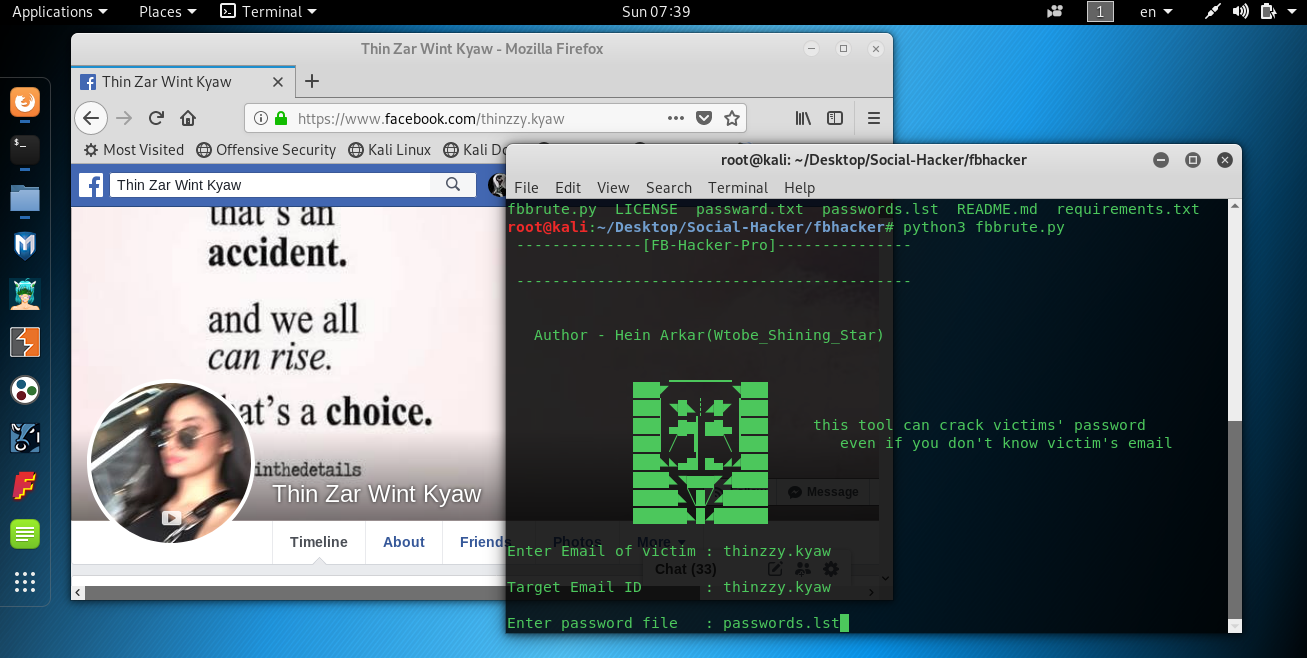 Applications Places Terminal Sun 07:39 1 en
Thin Zar Wint Kyaw - Mozilla Firefox
Thin Zar Wint Kyaw
https://www.facebook.com/thinzzy.kyaw
Most Visited Offensive Security Kali Linux Kali Do
Thin Zar Wint Kyaw
that's an
accident.
and we all
can rise.
that's a choice.
inthedetails
Thin Zar Wint Kyaw
Timeline About Friends Photos More
Message
Chat (33)
root@kali: ~/Desktop/Social-Hacker/fbhacker
File Edit View Search Terminal Help
fbbrute.py LICENSE passward.txt passwords.lst README.md requirements.txt
root@kali:~/Desktop/Social-Hacker/fbhacker# python3 fbbrute.py
--------------[FB-Hacker-Pro]---------------
--------------------------------------------
Author - Hein Arkar(Wtobe_Shining_Star)
this tool can crack victims' password
even if you don't know victim's email
Enter Email of victim : thinzzy.kyaw
Target Email ID : thinzzy.kyaw
Enter password file : passwords.lst